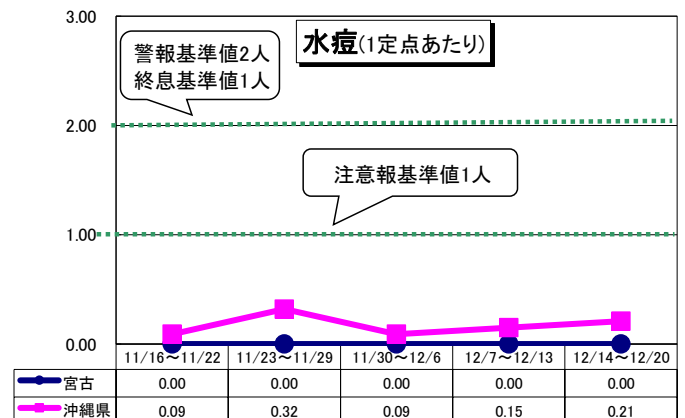 3.00
水痘(1定点あたり)
警報基準値2人
終息基準値1人
2.00
注意報基準値1人
1.00
0.00
11/16～11/22 11/23～11/29 11/30～12/6 12/7～12/13 12/14～12/20
宮古 0.00 0.00 0.00 0.00 0.00
沖縄県 0.09 0.32 0.09 0.15 0.21